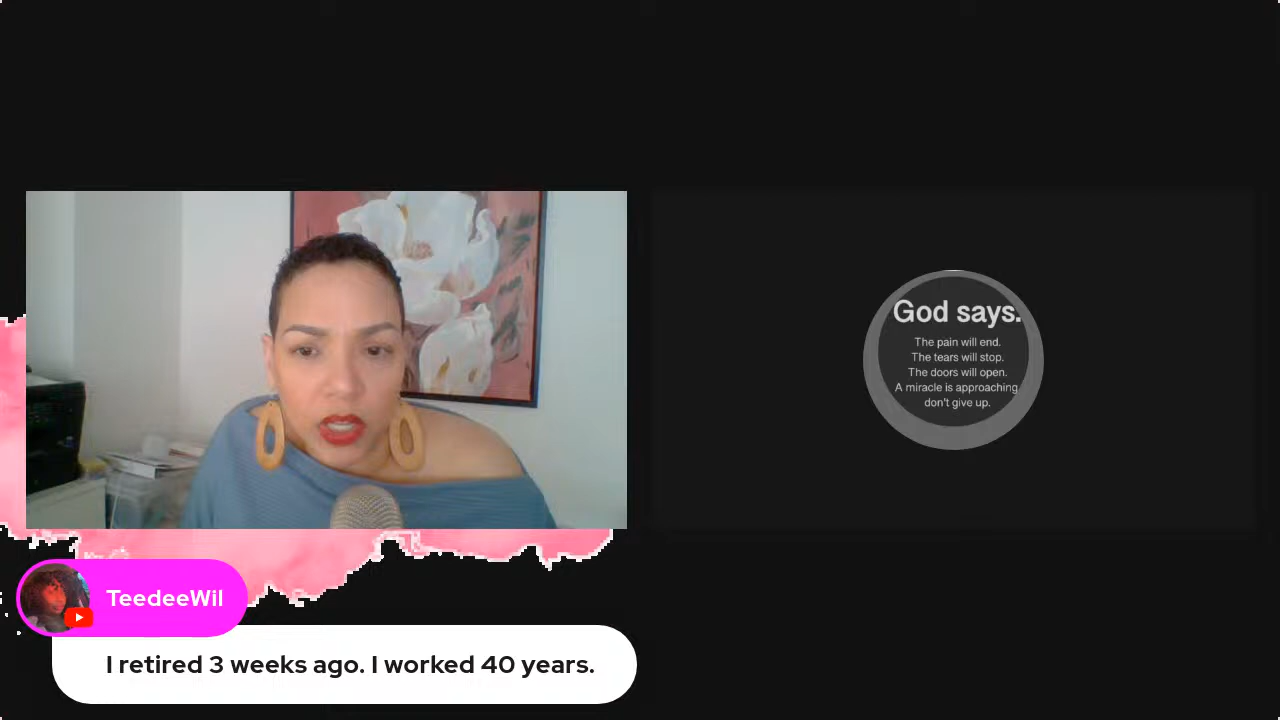 God says.
The pain will end.
The tears will stop.
The doors will open.
A miracle is approaching
don't give up.
TeedeeWil
I retired 3 weeks ago. I worked 40 years.